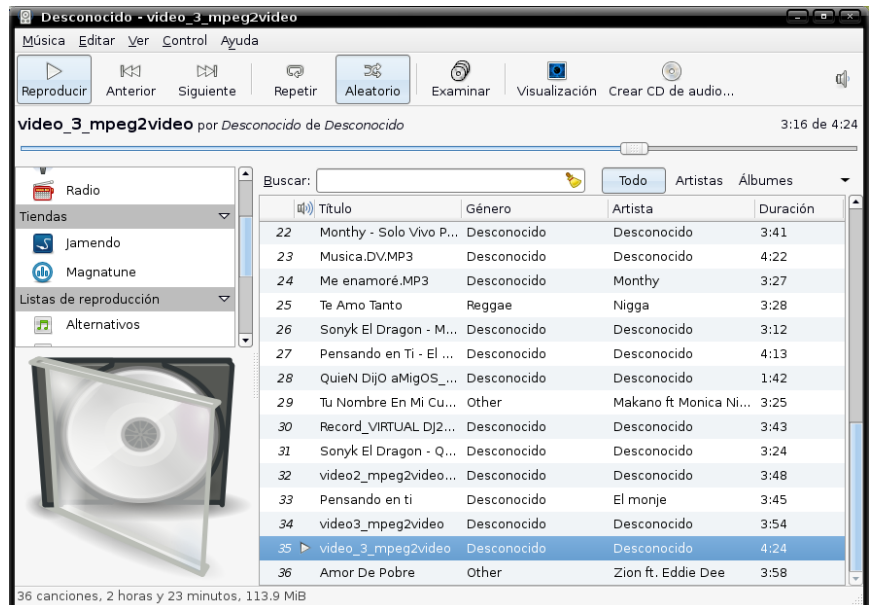 Desconocido - video_3_mpeg2video
Música Editar Ver Control Ayuda
Reproducir Anterior Siguiente Repetir Aleatorio Examinar Visualización Crear CD de audio...
video_3_mpeg2video por Desconocido de Desconocido 3:16 de 4:24
Radio
Tiendas
Jamendo
Magnatune
Listas de reproducción
Alternativos
Buscar: Todo Artistas Álbumes
Título Género Artista Duración
22 Monthy - Solo Vivo P... Desconocido Desconocido 3:41
23 Musica.DV.MP3 Desconocido Desconocido 4:22
24 Me enamoré.MP3 Desconocido Monthy 3:27
25 Te Amo Tanto Reggae Nigga 3:28
26 Sonyk El Dragon - M... Desconocido Desconocido 3:12
27 Pensando en Ti - El ... Desconocido Desconocido 4:13
28 QuieN DijO aMigOS_... Desconocido Desconocido 1:42
29 Tu Nombre En Mi Cu... Other Makano ft Monica Ni... 3:25
30 Record_VIRTUAL DJ2... Desconocido Desconocido 3:43
31 Sonyk El Dragon - Q... Desconocido Desconocido 3:24
32 video2_mpeg2video... Desconocido Desconocido 3:48
33 Pensando en ti Desconocido El monje 3:45
34 video3_mpeg2video Desconocido Desconocido 3:54
35 video_3_mpeg2video Desconocido Desconocido 4:24
36 Amor De Pobre Other Zion ft. Eddie Dee 3:58
36 canciones, 2 horas y 23 minutos, 113.9 MiB